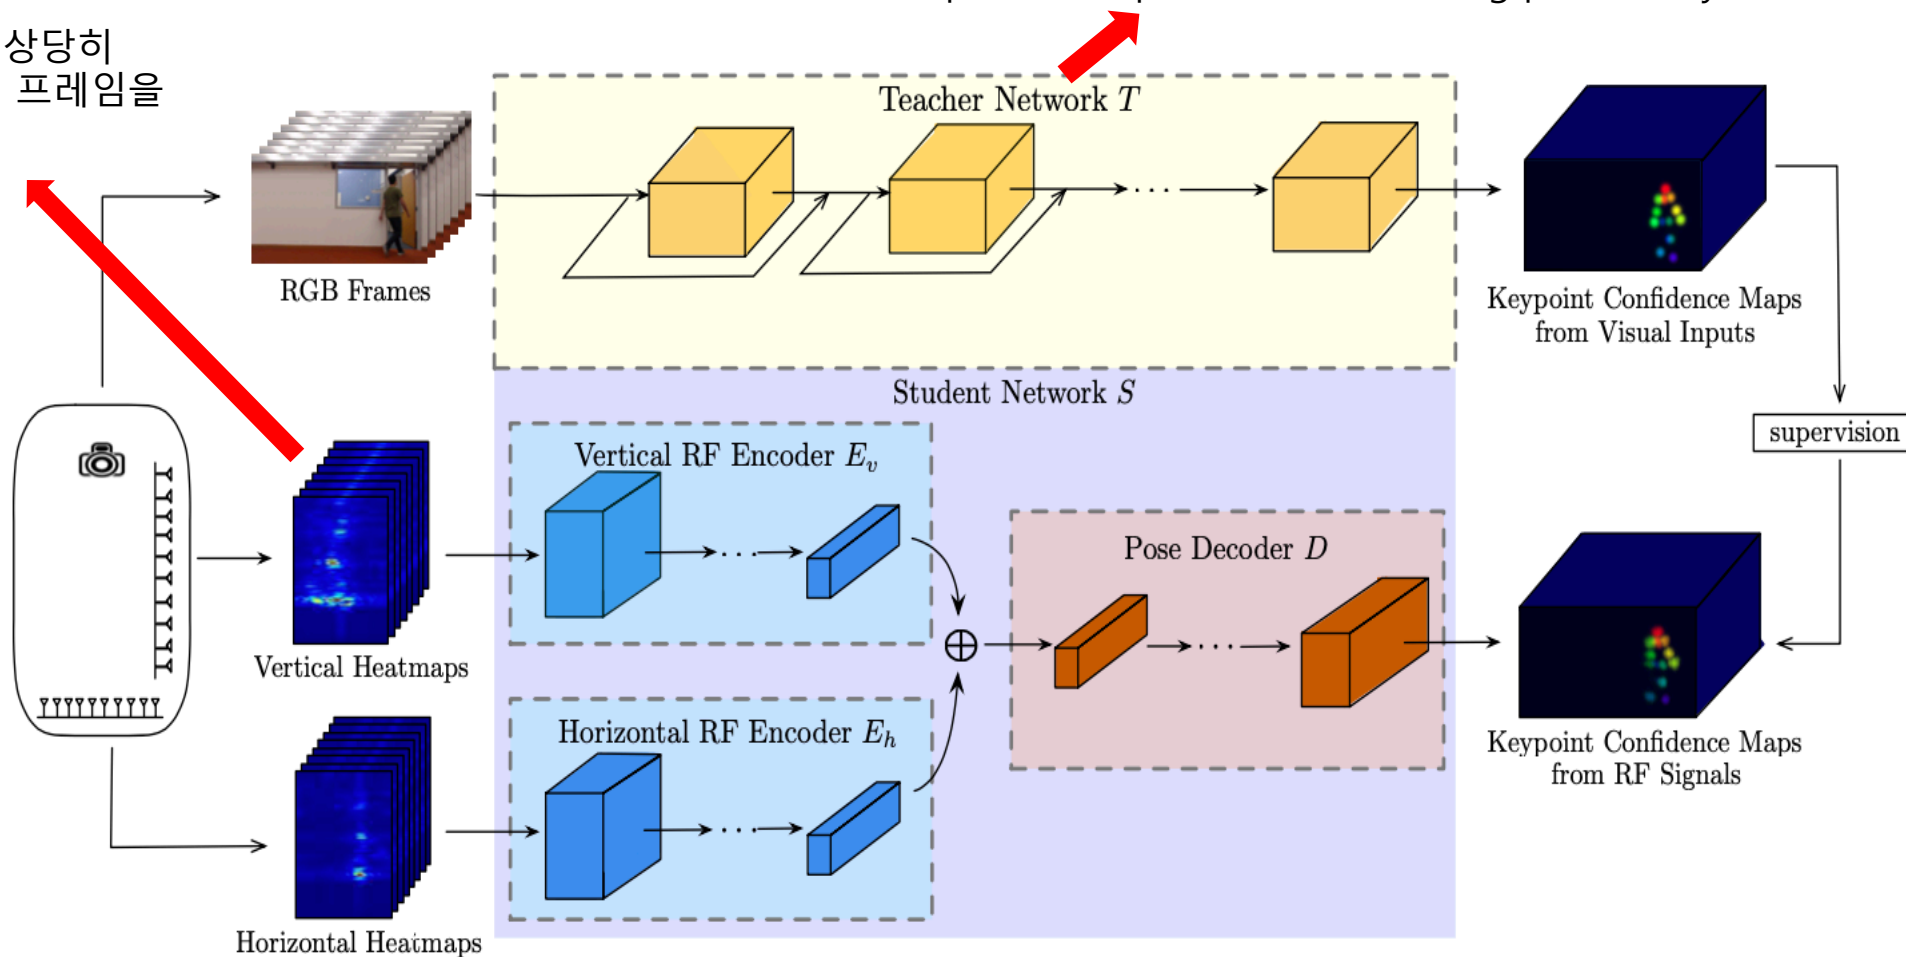 상당히
프레임을
Teacher Network T
RGB Frames
Keypoint Confidence Maps
from Visual Inputs
Student Network S
supervision
Vertical RF Encoder E_v
Pose Decoder D
Vertical Heatmaps
Horizontal RF Encoder E_h
Keypoint Confidence Maps
from RF Signals
Horizontal Heatmaps